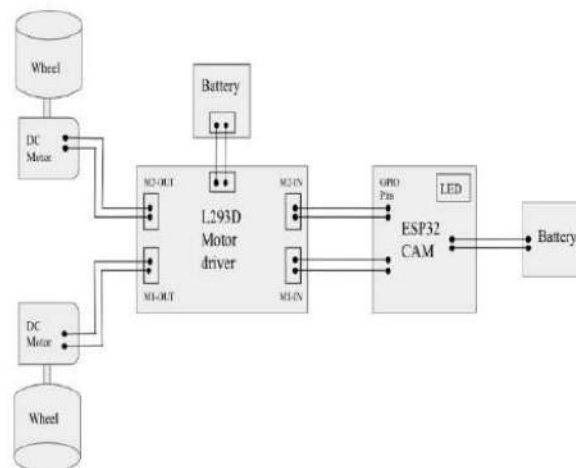 Wheel
DC
Motor
Battery
M2-OUT
M2-IN
L293D
Motor
driver
M1-OUT
M1-IN
GPIO
Pin
LED
ESP32
CAM
Battery
DC
Motor
Wheel